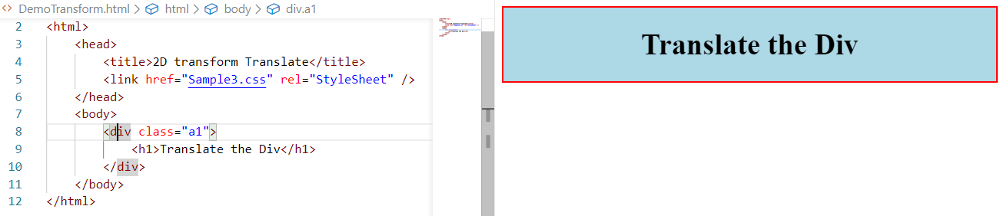 DemoTransform.html > html > body > div.a1
2 <html>
3 <head>
4 <title>2D transform Translate</title>
5 <link href="Sample3.css" rel="StyleSheet" />
6 </head>
7 <body>
8 <div class="a1">
9 <h1>Translate the Div</h1>
10 </div>
11 </body>
12 </html>
Translate the Div